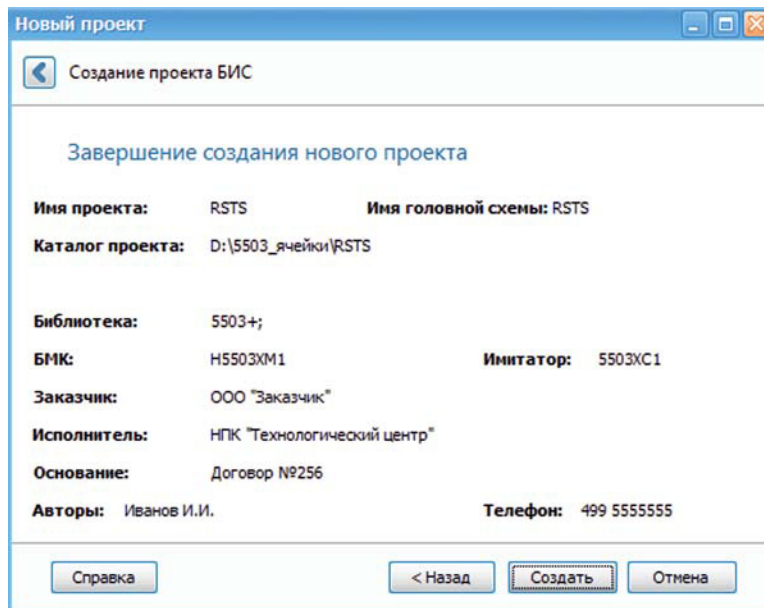 Новый проект
Создание проекта БИС
Завершение создания нового проекта
Имя проекта: RSTS Имя головной схемы: RSTS
Каталог проекта: D:\5503_ячейки\RSTS
Библиотека: 5503+;
БМК: Н5503ХМ1 Имитатор: 5503ХС1
Заказчик: ООО "Заказчик"
Исполнитель: НПК "Технологический центр"
Основание: Договор №256
Авторы: Иванов И.И. Телефон: 499 5555555
Справка < Назад Создать Отмена